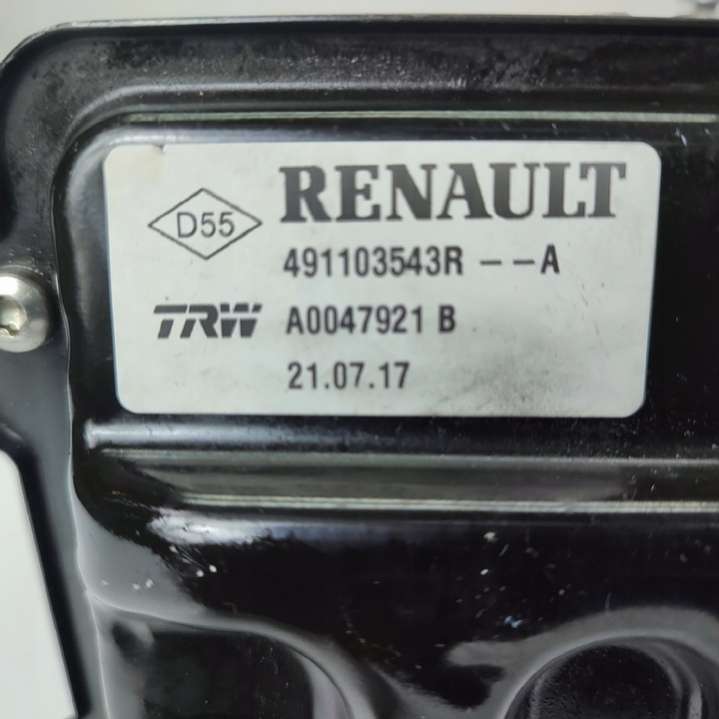 RENAULT
D55
491103543R -- A
TRW A0047921 B
21.07.17